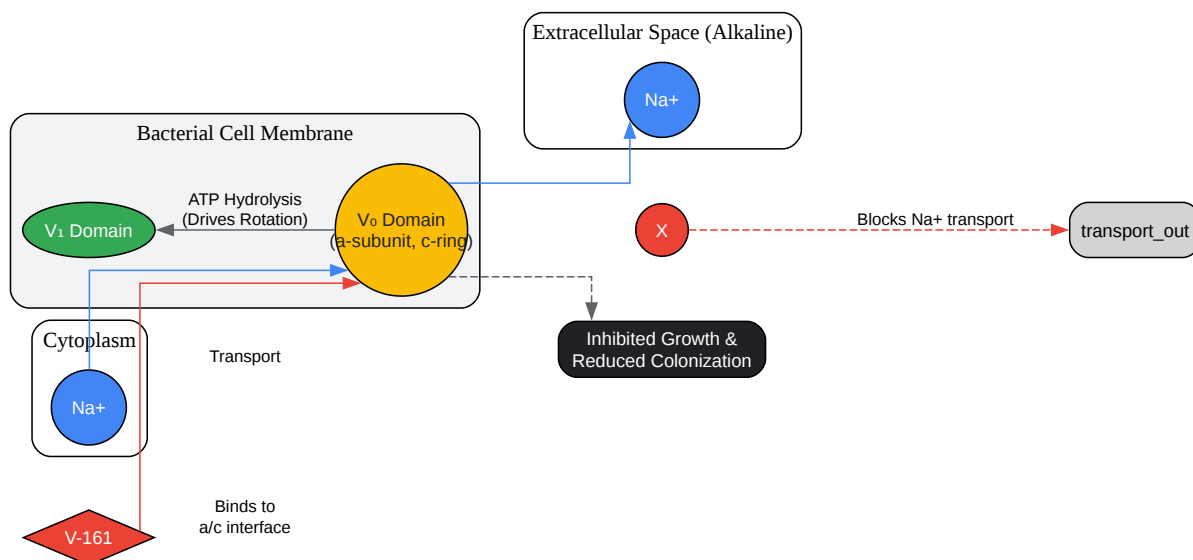 Extracellular Space (Alkaline)
Na+
Bacterial Cell Membrane
ATP Hydrolysis
(Drives Rotation)
V₁ Domain
V₀ Domain
(a-subunit, c-ring)
X
Blocks Na+ transport
transport_out
Inhibited Growth &
Reduced Colonization
Cytoplasm
Transport
Na+
Binds to
a/c interface
V-161